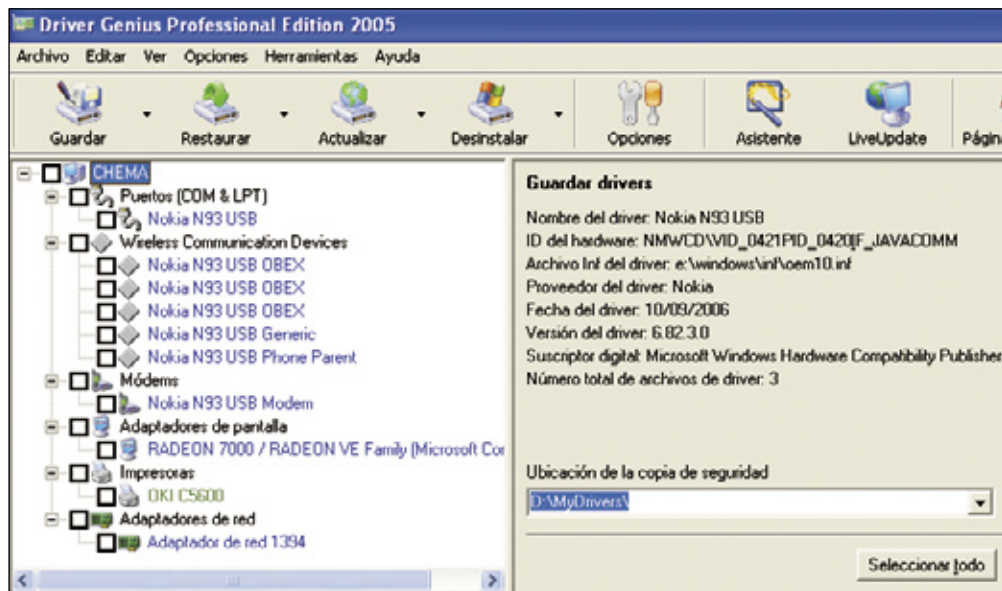 Driver Genius Professional Edition 2005
Archivo Editar Ver Opciones Herramientas Ayuda
Guardar Restaurar Actualizar Desinstalar Opciones Asistente LiveUpdate Págin
CHEMA
Puertos (COM & LPT)
Nokia N93 USB
Wireless Communication Devices
Nokia N93 USB OBEX
Nokia N93 USB OBEX
Nokia N93 USB OBEX
Nokia N93 USB Generic
Nokia N93 USB Phone Parent
Módems
Nokia N93 USB Modem
Adaptadores de pantalla
RADEON 7000 / RADEON VE Family (Microsoft Cor
Impresoras
OKI C5600
Adaptadores de red
Adaptador de red 1394
Guardar drivers
Nombre del driver: Nokia N93 USB
ID del hardware: NMWCD\VID_0421PID_0420IF_JAVACOMM
Archivo Inf del driver: e:\windows\inf\oem10.inf
Proveedor del driver: Nokia
Fecha del driver: 10/09/2006
Versión del driver: 6.82.3.0
Suscriptor digital: Microsoft Windows Hardware Compatibility Publisher
Número total de archivos de driver: 3
Ubicación de la copia de seguridad
D:\MyDrivers\
Seleccionar todo